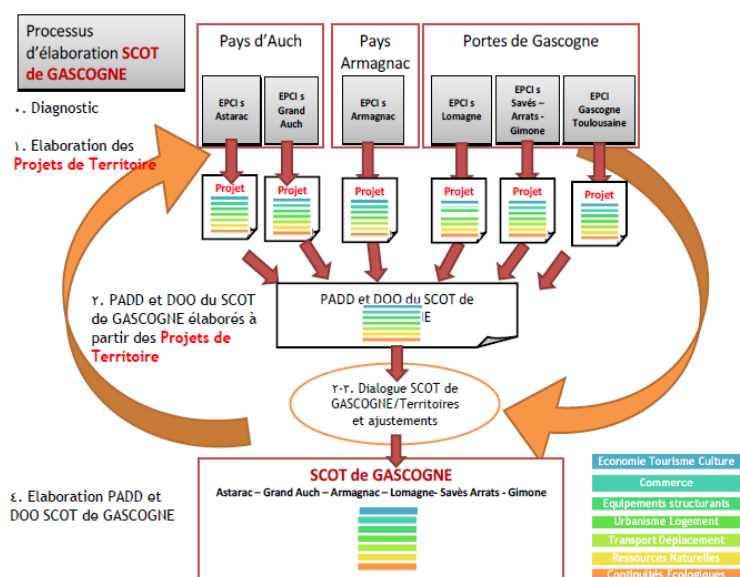 Processus
d'élaboration SCOT
de GASCOGNE
Pays d'Auch
Pays
Armagnac
Portes de Gascogne
EPCI s
Astarac
EPCI s
Grand
Auch
EPCI s
Armagnac
EPCI s
Lomagne
EPCI s
Savés –
Arrats -
Gimone
EPCI
Gascogne
Toulousaine
٠. Diagnostic
١. Elaboration des
Projets de Territoire
Projet
Projet
Projet
Projet
Projet
Projet
٢. PADD et DOO du SCOT
de GASCOGNE élaborés à
partir des Projets de
Territoire
PADD et DOO du SCOT de
NE
٢-٣. Dialogue SCOT de
GASCOGNE/Territoires
et ajustements
٤. Elaboration PADD et
DOO SCOT de GASCOGNE
SCOT de GASCOGNE
Astarac – Grand Auch – Armagnac – Lomagne- Savès Arrats - Gimone
Economie Tourisme Culture
Commerce
Equipements structurants
Urbanisme Logement
Transport Déplacement
Ressources Naturelles
Continuités Ecologiques